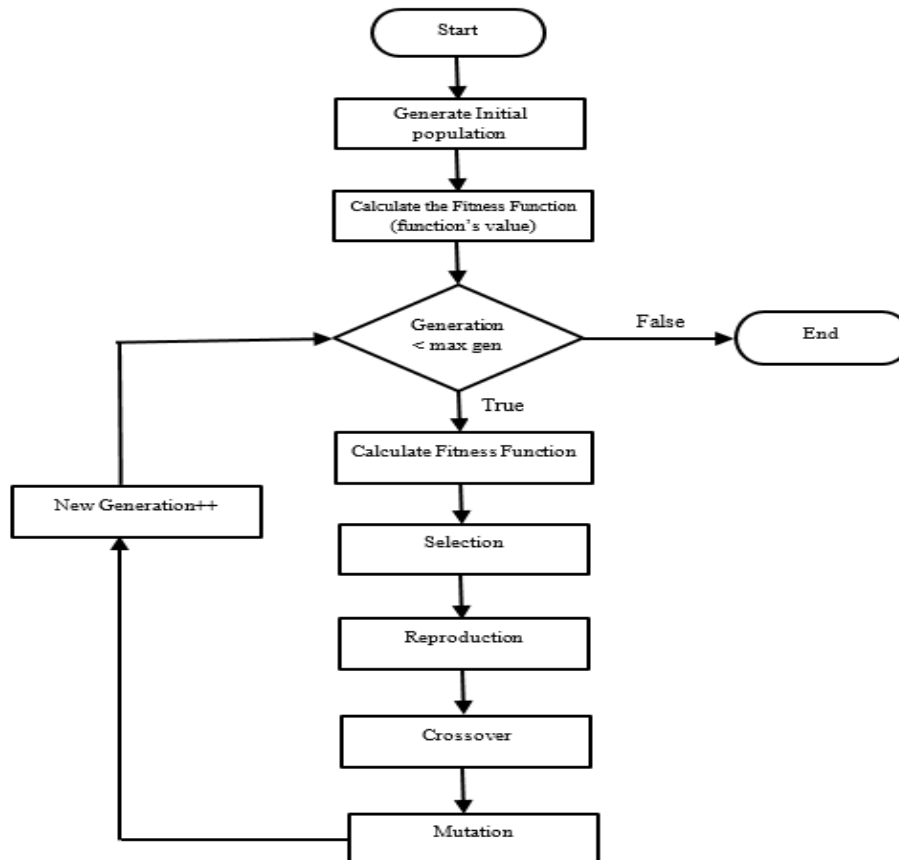 Start
Generate Initial
population
Calculate the Fitness Function
(function's value)
Generation
< max gen
False
End
True
Calculate Fitness Function
New Generation++
Selection
Reproduction
Crossover
Mutation